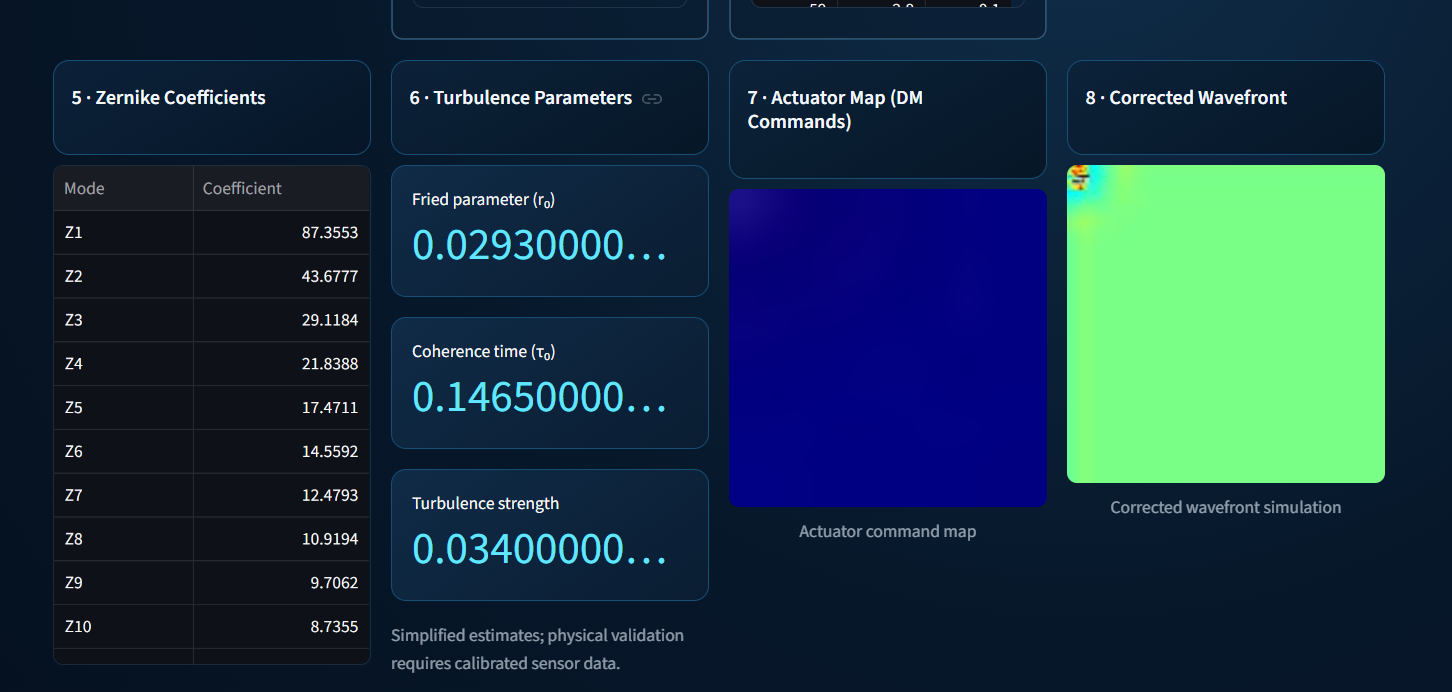 5 · Zernike Coefficients
6 · Turbulence Parameters
7 · Actuator Map (DM
Commands)
8 · Corrected Wavefront
Mode Coefficient
Z1 87.3553
Z2 43.6777
Z3 29.1184
Z4 21.8388
Z5 17.4711
Z6 14.5592
Z7 12.4793
Z8 10.9194
Z9 9.7062
Z10 8.7355
Fried parameter (r₀)
0.02930000...
Coherence time (τ₀)
0.14650000...
Turbulence strength
0.03400000...
Simplified estimates; physical validation
requires calibrated sensor data.
Actuator command map
Corrected wavefront simulation